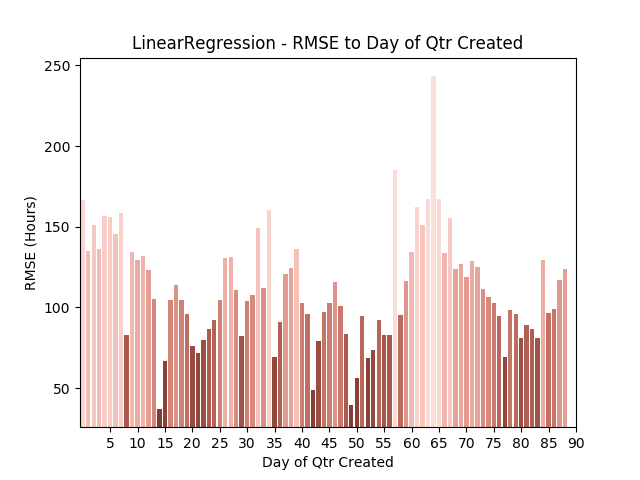 LinearRegression - RMSE to Day of Qtr Created
RMSE (Hours)
250
200
150
100
50
5 10 15 20 25 30 35 40 45 50 55 60 65 70 75 80 85 90
Day of Qtr Created